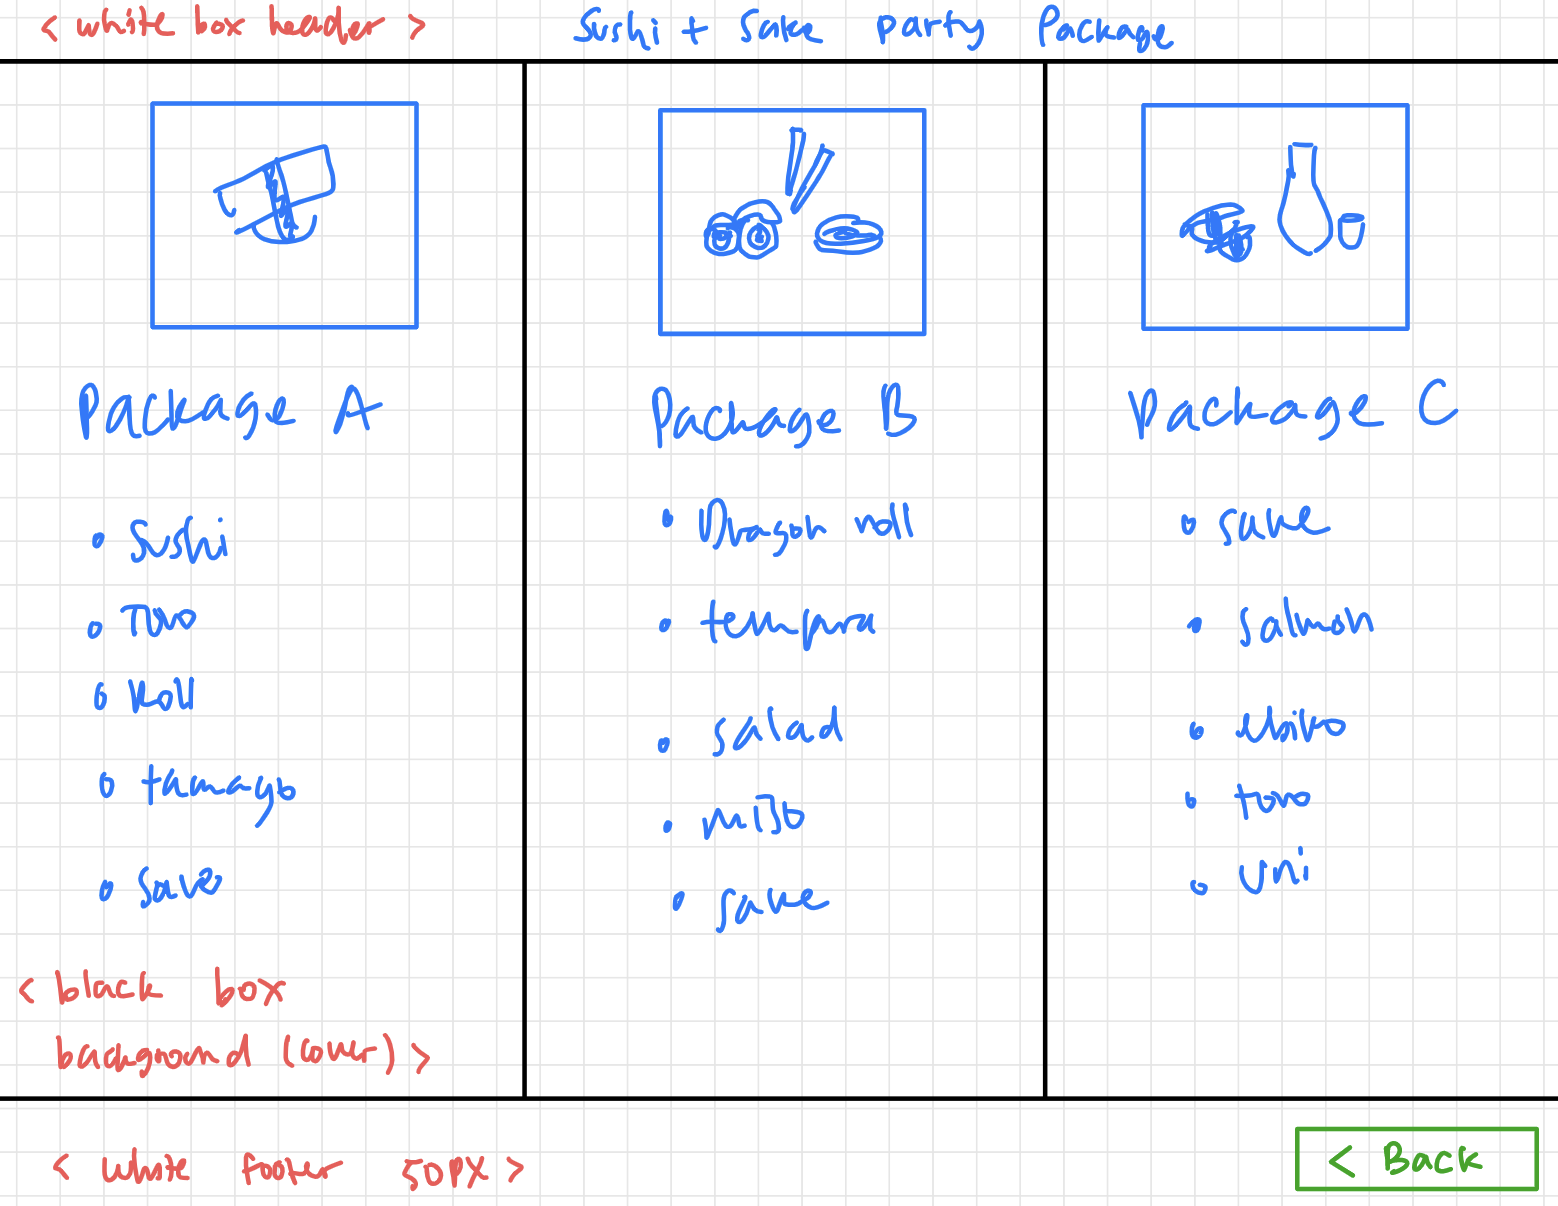 < white box header >
Sushi + Sake party Package
Package A
• Sushi
• Toro
• Roll
• tamago
• sake
< black box
background (cover) >
Package B
• Dragon roll
• tempura
• salad
• miso
• sake
Package C
• sake
• salmon
• toro
• uni
< white footer 50PX >
< Back